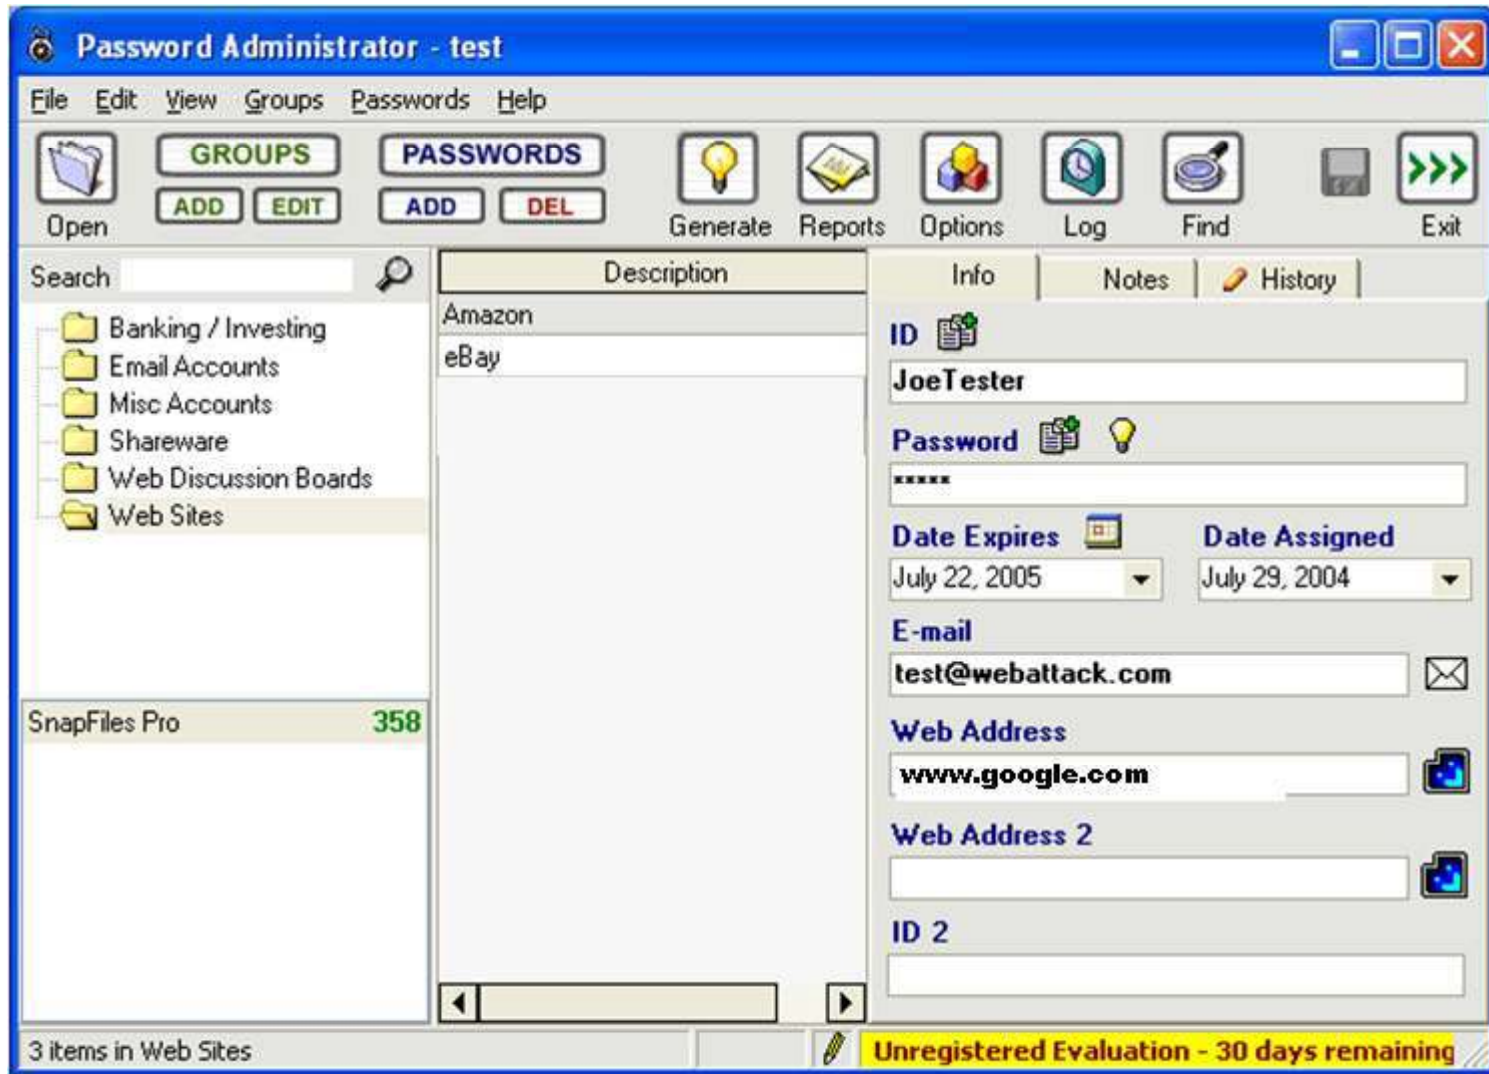 Password Administrator - test
File Edit View Groups Passwords Help
GROUPS PASSWORDS
ADD EDIT ADD DEL
Open Generate Reports Options Log Find Exit
Search Description Info Notes History
Banking / Investing
Email Accounts
Misc Accounts
Shareware
Web Discussion Boards
Web Sites
SnapFiles Pro 358
Amazon
eBay
ID
JoeTester
Password
*****
Date Expires Date Assigned
July 22, 2005 July 29, 2004
E-mail
test@webattack.com
Web Address
www.google.com
Web Address 2
ID 2
3 items in Web Sites Unregistered Evaluation - 30 days remaining